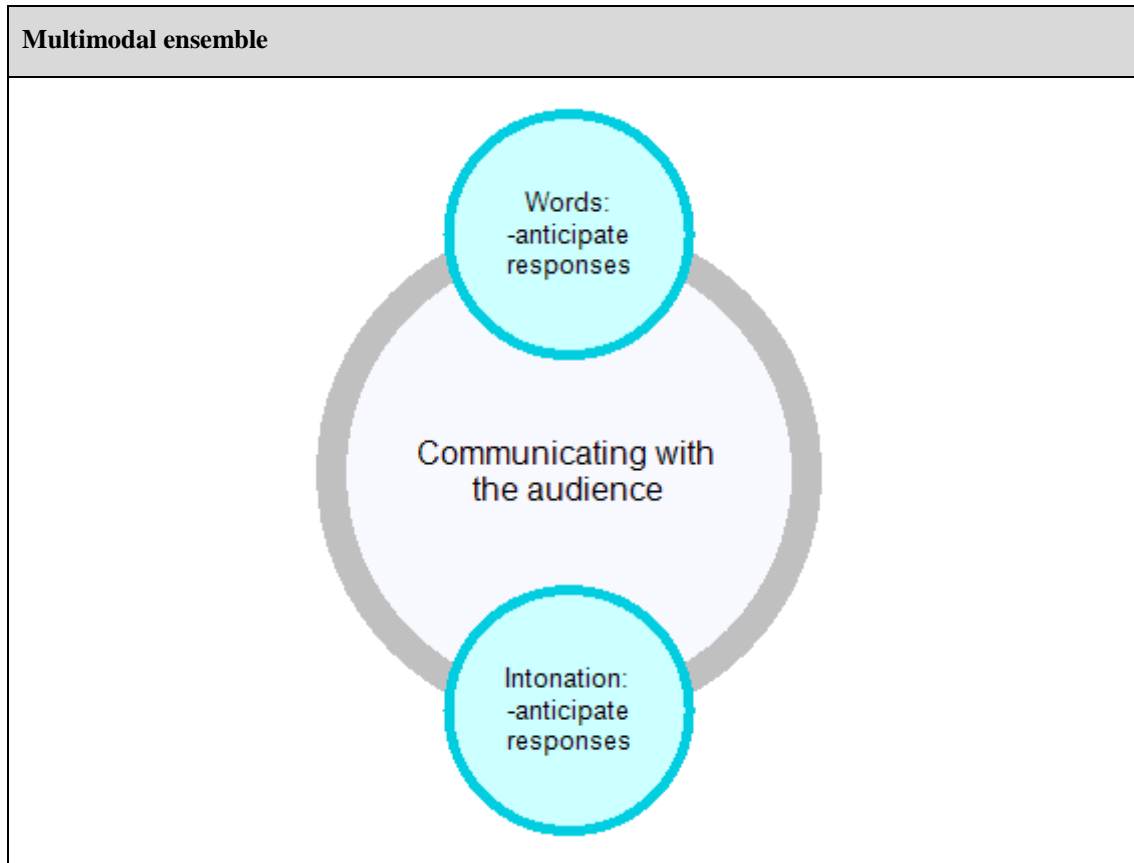 Multimodal ensemble
Words:
-anticipate
responses
Communicating with
the audience
Intonation:
-anticipate
responses